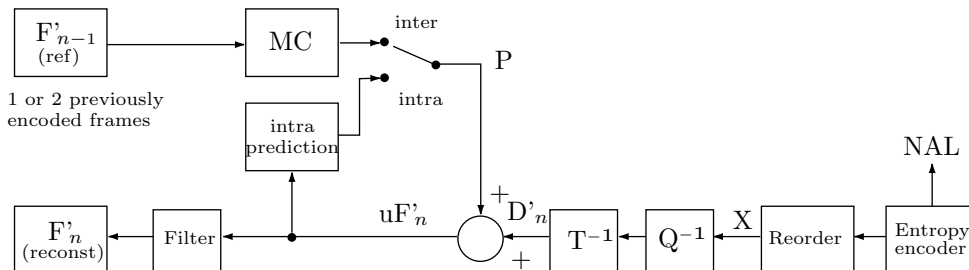 F'n-1
(ref)
MC
inter
P
intra
1 or 2 previously
encoded frames
intra
prediction
NAL
F'n
(reconst)
Filter
uF'n
+
D'n
+
T-1
Q-1
X
Reorder
Entropy
encoder